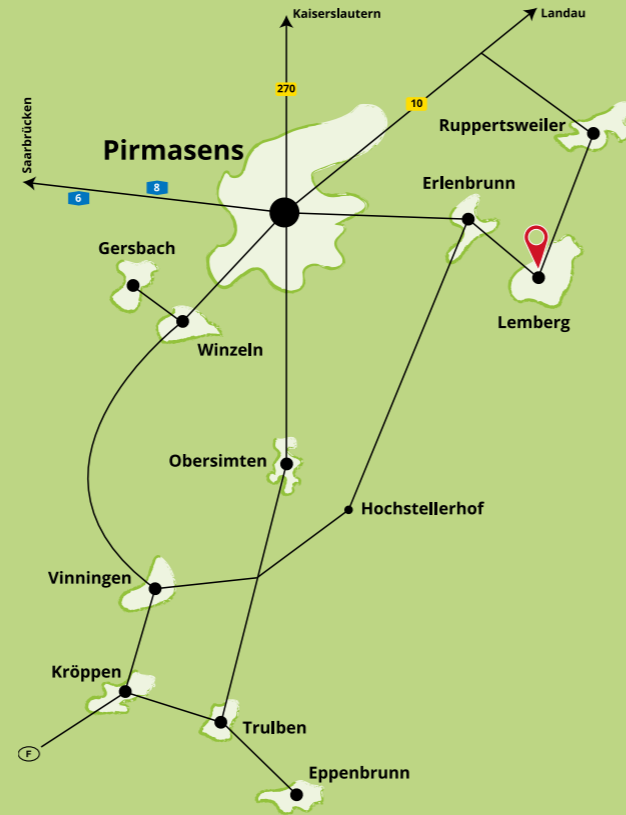 Kaiserslautern
Landau
270
10
Saarbrücken
Ruppertsweiler
Pirmasens
8
6
Erlenbrunn
Gersbach
Lemberg
Winzeln
Obersimten
Hochstellerhof
Vinningen
Kröppen
Trulben
F
Eppenbrunn